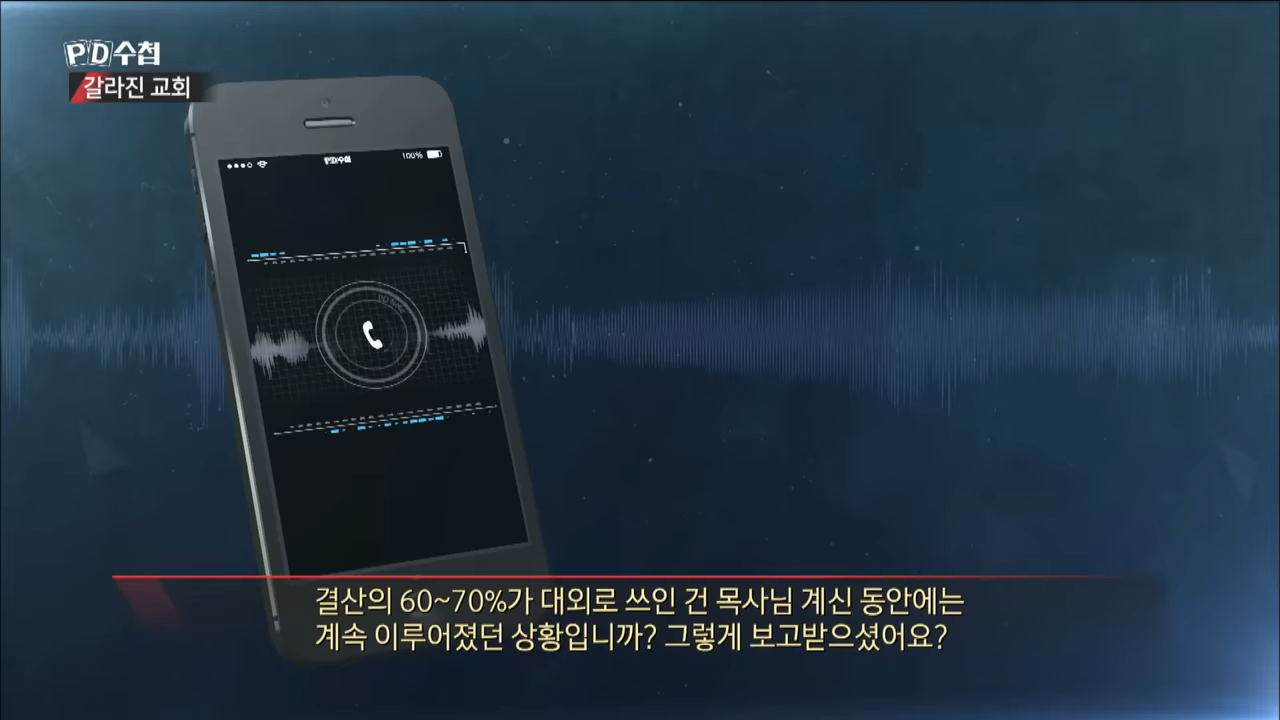 PD수첩
갈라진 교회
PD수첩
100%
PD Note
결산의 60~70%가 대외로 쓰인 건 목사님 계신 동안에는
계속 이루어졌던 상황입니까? 그렇게 보고받으셨어요?